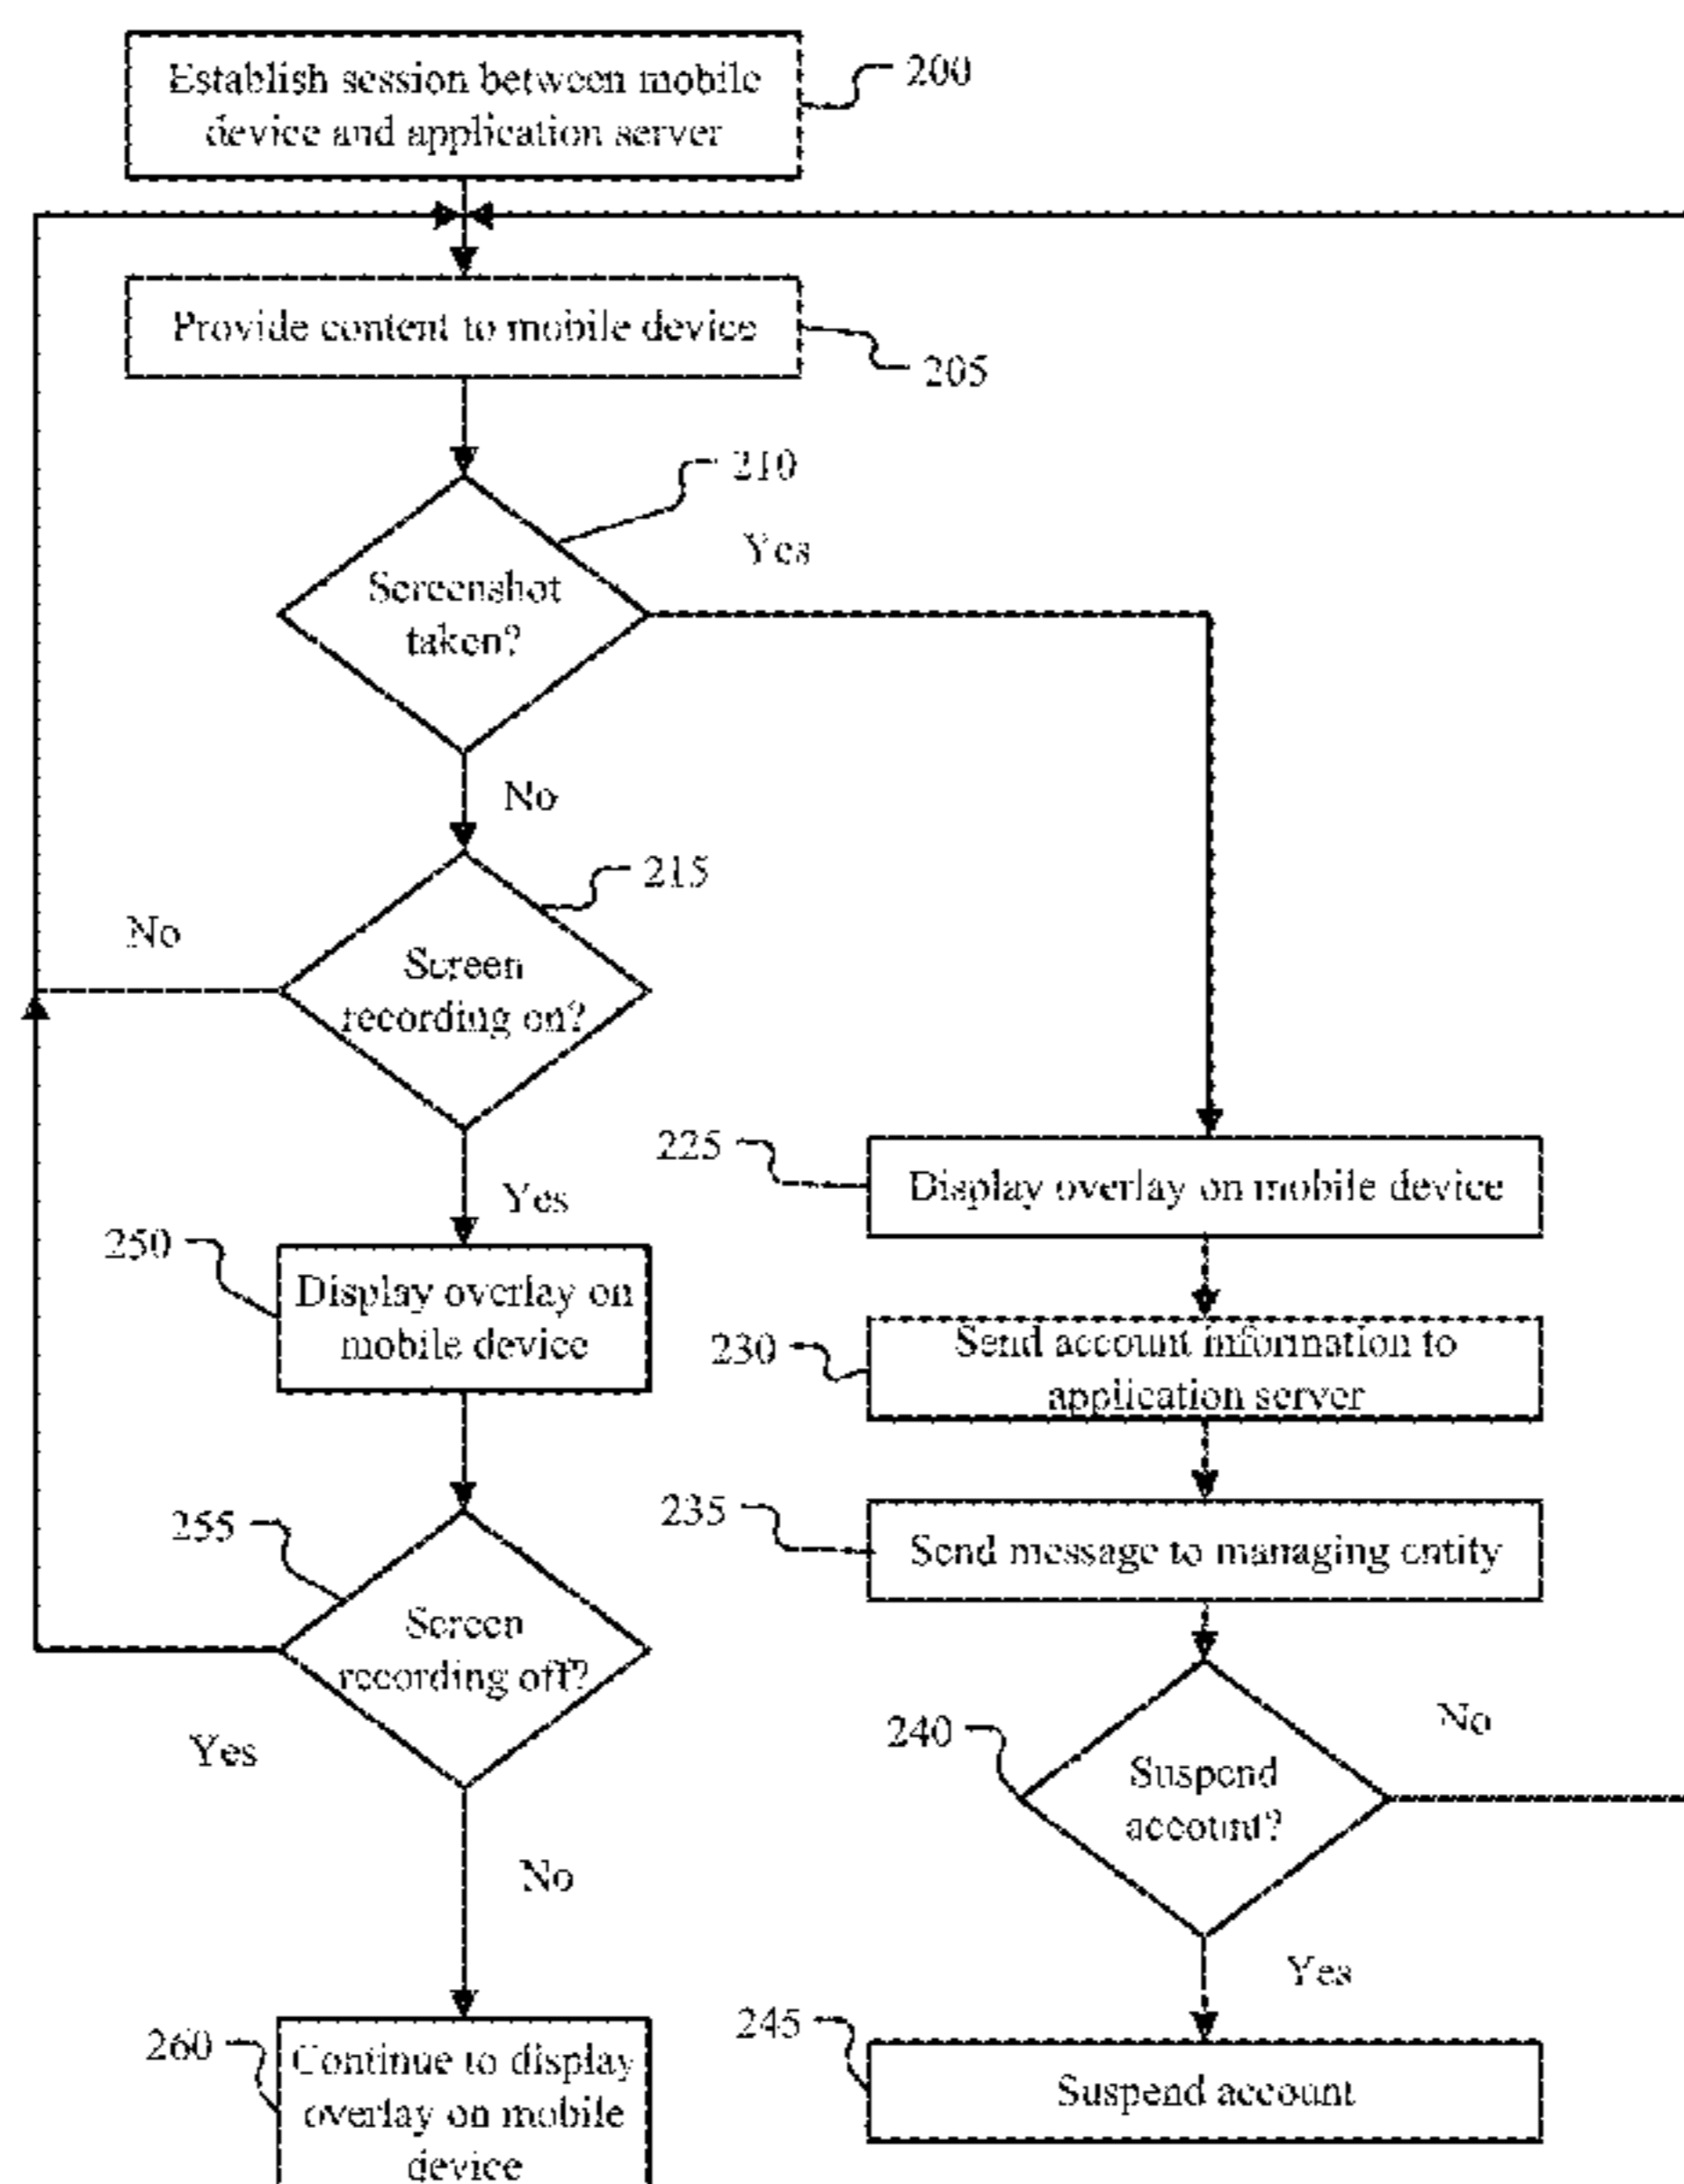 Establish session between mobile
device and application server
200
Provide content to mobile device
205
210
Yes
Screenshot
taken?
No
215
No
Screen
recording on?
Yes
225
Display overlay on mobile device
250
Display overlay on
mobile device
230
Send account information to
application server
235
Send message to managing entity
255
Screen
recording off?
Yes
240
No
Suspend
account?
No
Yes
245
Suspend account
260
Continue to display
overlay on mobile
device